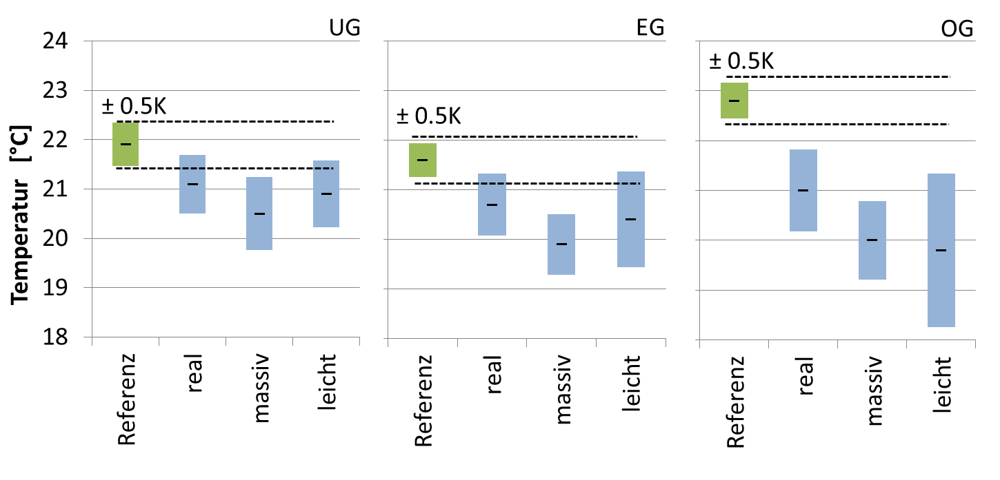 UG
EG
OG
Temperatur [°C]
24
23
22
21
20
19
18
± 0.5K
± 0.5K
± 0.5K
Referenz
real
massiv
leicht
Referenz
real
massiv
leicht
Referenz
real
massiv
leicht